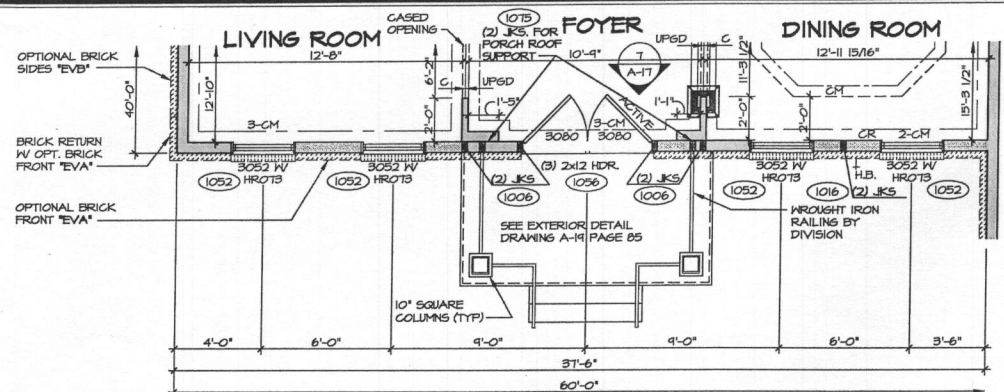 CASED
OPENING
1075
(2) JKS. FOR
PORCH ROOF
SUPPORT
LIVING ROOM
FOYER
DINING ROOM
OPTIONAL BRICK
SIDES "EVB"
12'-8"
10'-9"
12'-11 15/16"
UPGD
C
7
A-17
UPGD
C
40'-0"
12'-10"
6'-2"
11'-3 1/2"
15'-3 1/2"
CM
1'-5"
1'-1"
ACTIVE
3-CM
2'-0"
3-CM
2'-0"
2'-0"
CR
2-CM
3080
3080
BRICK RETURN
W/ OPT. BRICK
FRONT "EVA"
3052 W/
HR0T3
3052 W/
HR0T3
(3) 2x12 HDR.
3052 W/
HR0T3
3052 W/
HR0T3
H.B.
1052
1052
(2) JKS
1006
1056
(2) JKS
1006
1052
1016
(2) JKS
1052
OPTIONAL BRICK
FRONT "EVA"
SEE EXTERIOR DETAIL
DRAWING A-19 PAGE 85
WROUGHT IRON
RAILING BY
DIVISION
10" SQUARE
COLUMNS (TYP)
4'-0"
6'-0"
9'-0"
9'-0"
6'-0"
3'-6"
37'-6"
60'-0"